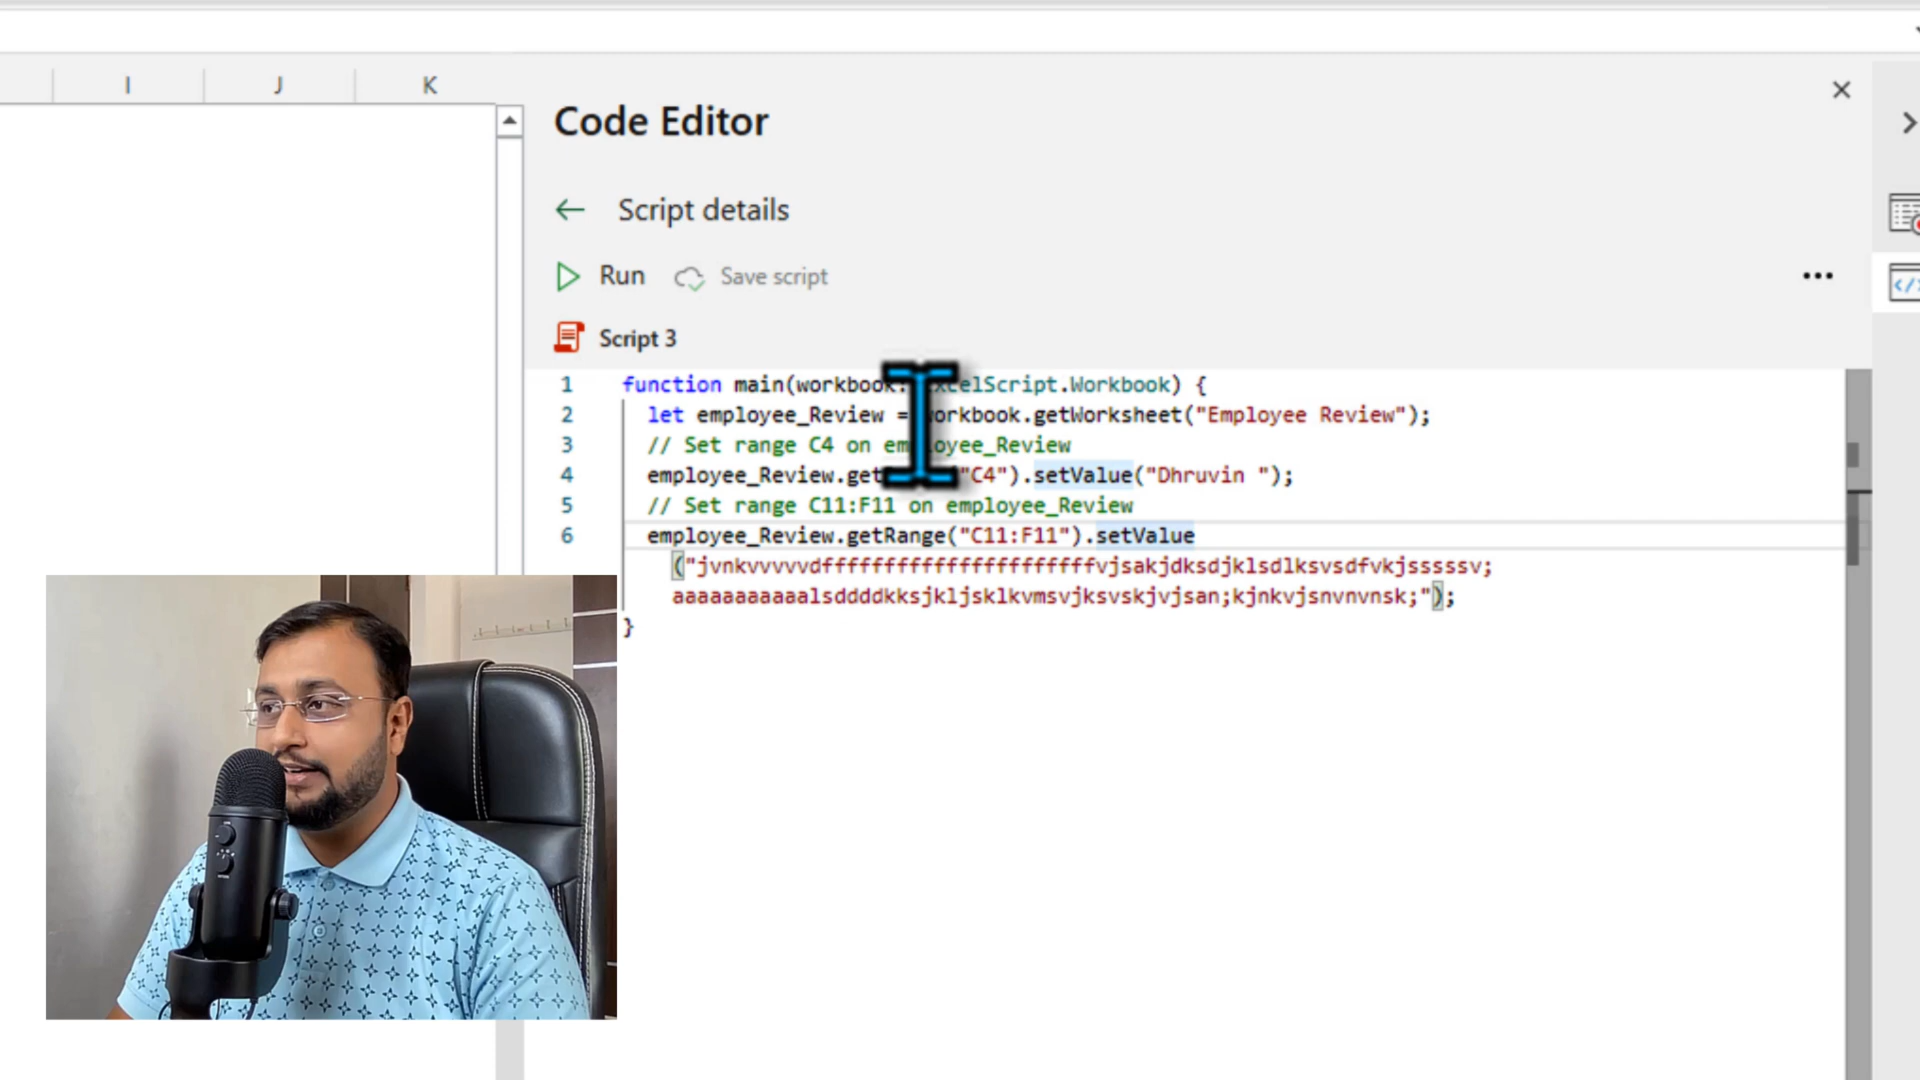 I J K
Code Editor
Script details
Run Save script
Script 3
1 function main(workbook: ExcelScript.Workbook) {
2 let employee_Review = workbook.getWorksheet("Employee Review");
3 // Set range C4 on employee_Review
4 employee_Review.get "C4").setValue("Dhruvin ");
5 // Set range C11:F11 on employee_Review
6 employee_Review.getRange("C11:F11").setValue
("jvnkvvvvvdffffffffffffffffffffffvjsakjdksdjklsdlksvsdfvkjsssssv;
aaaaaaaaaaalsddddkksjkljsklkvmsvjksvskjvjsan;kjnkvjsnvnvnsk;");
}